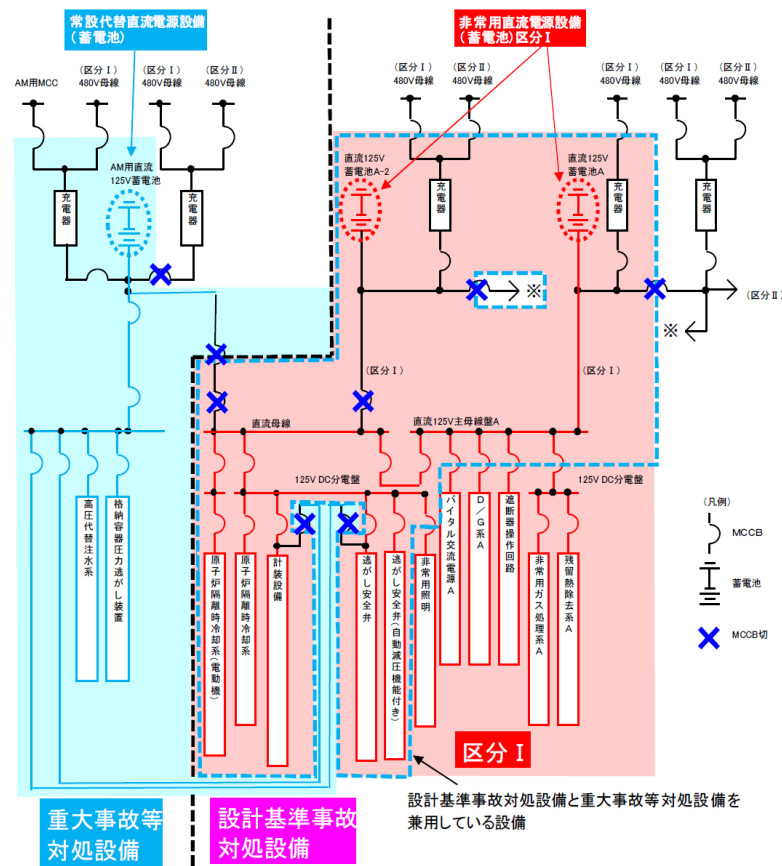 常設代替直流電源設備
(蓄電池)
非常用直流電源設備
(蓄電池)区分Ⅰ
AM用MCC
(区分Ⅰ)
480V母線
(区分Ⅰ)
480V母線
(区分Ⅱ)
480V母線
(区分Ⅰ)
480V母線
(区分Ⅱ)
480V母線
(区分Ⅰ)
480V母線
(区分Ⅰ)
480V母線
(区分Ⅱ)
480V母線
AM用直流
125V蓄電池
直流125V
蓄電池A-2
直流125V
蓄電池A
充電器
充電器
充電器
充電器
充電器
※
(区分Ⅱ)
※
(区分Ⅰ)
(区分Ⅰ)
直流母線
直流125V主母線盤A
125V DC分電盤
125V DC分電盤
高圧代替注水系
格納容器圧力逃がし装置
原子炉隔離時冷却系(電動機)
原子炉隔離時冷却系
計装設備
逃がし安全弁
逃がし安全弁(自動減圧機能付き)
非常用照明
バイタル交流電源A
D/G系A
遮断器操作回路
非常用ガス処理系A
残留熱除去系A
(凡例)
MCCB
蓄電池
MCCB切
区分Ⅰ
重大事故等
対処設備
設計基準事故
対処設備
設計基準事故対処設備と重大事故等対処設備を
兼用している設備